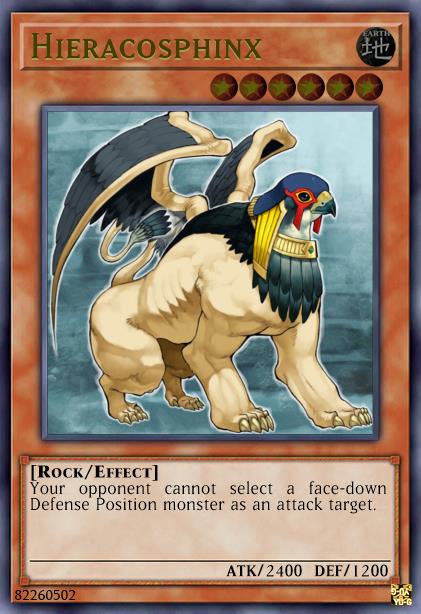 Hieracosphinx
EARTH
地
[Rock/Effect]
Your opponent cannot select a face-down
Defense Position monster as an attack target.
ATK/2400 DEF/1200
82260502